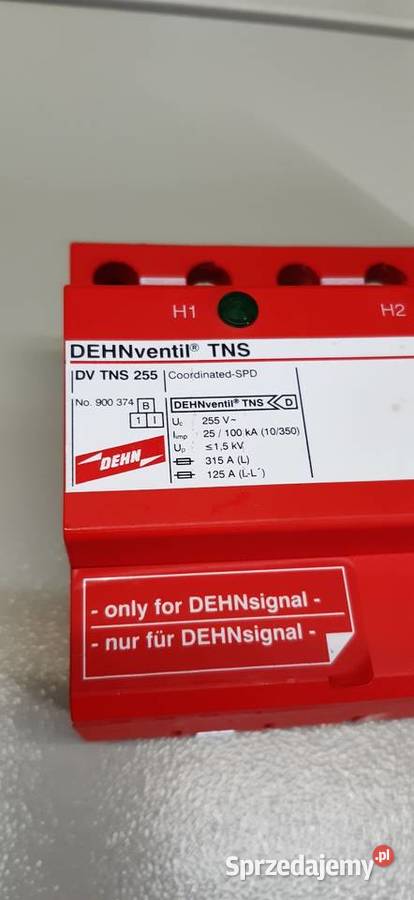 H1 H2
DEHNventil® TNS
DV TNS 255 Coordinated-SPD
No. 900 374 B
1 I
DEHN
DEHNventil® TNS D
Uc 255 V~
Iimp 25 / 100 kA (10/350)
Up ≤1,5 kV
315 A (L)
125 A (L-L´)
- only for DEHNsignal -
- nur für DEHNsignal -
Sprzedajemy.pl